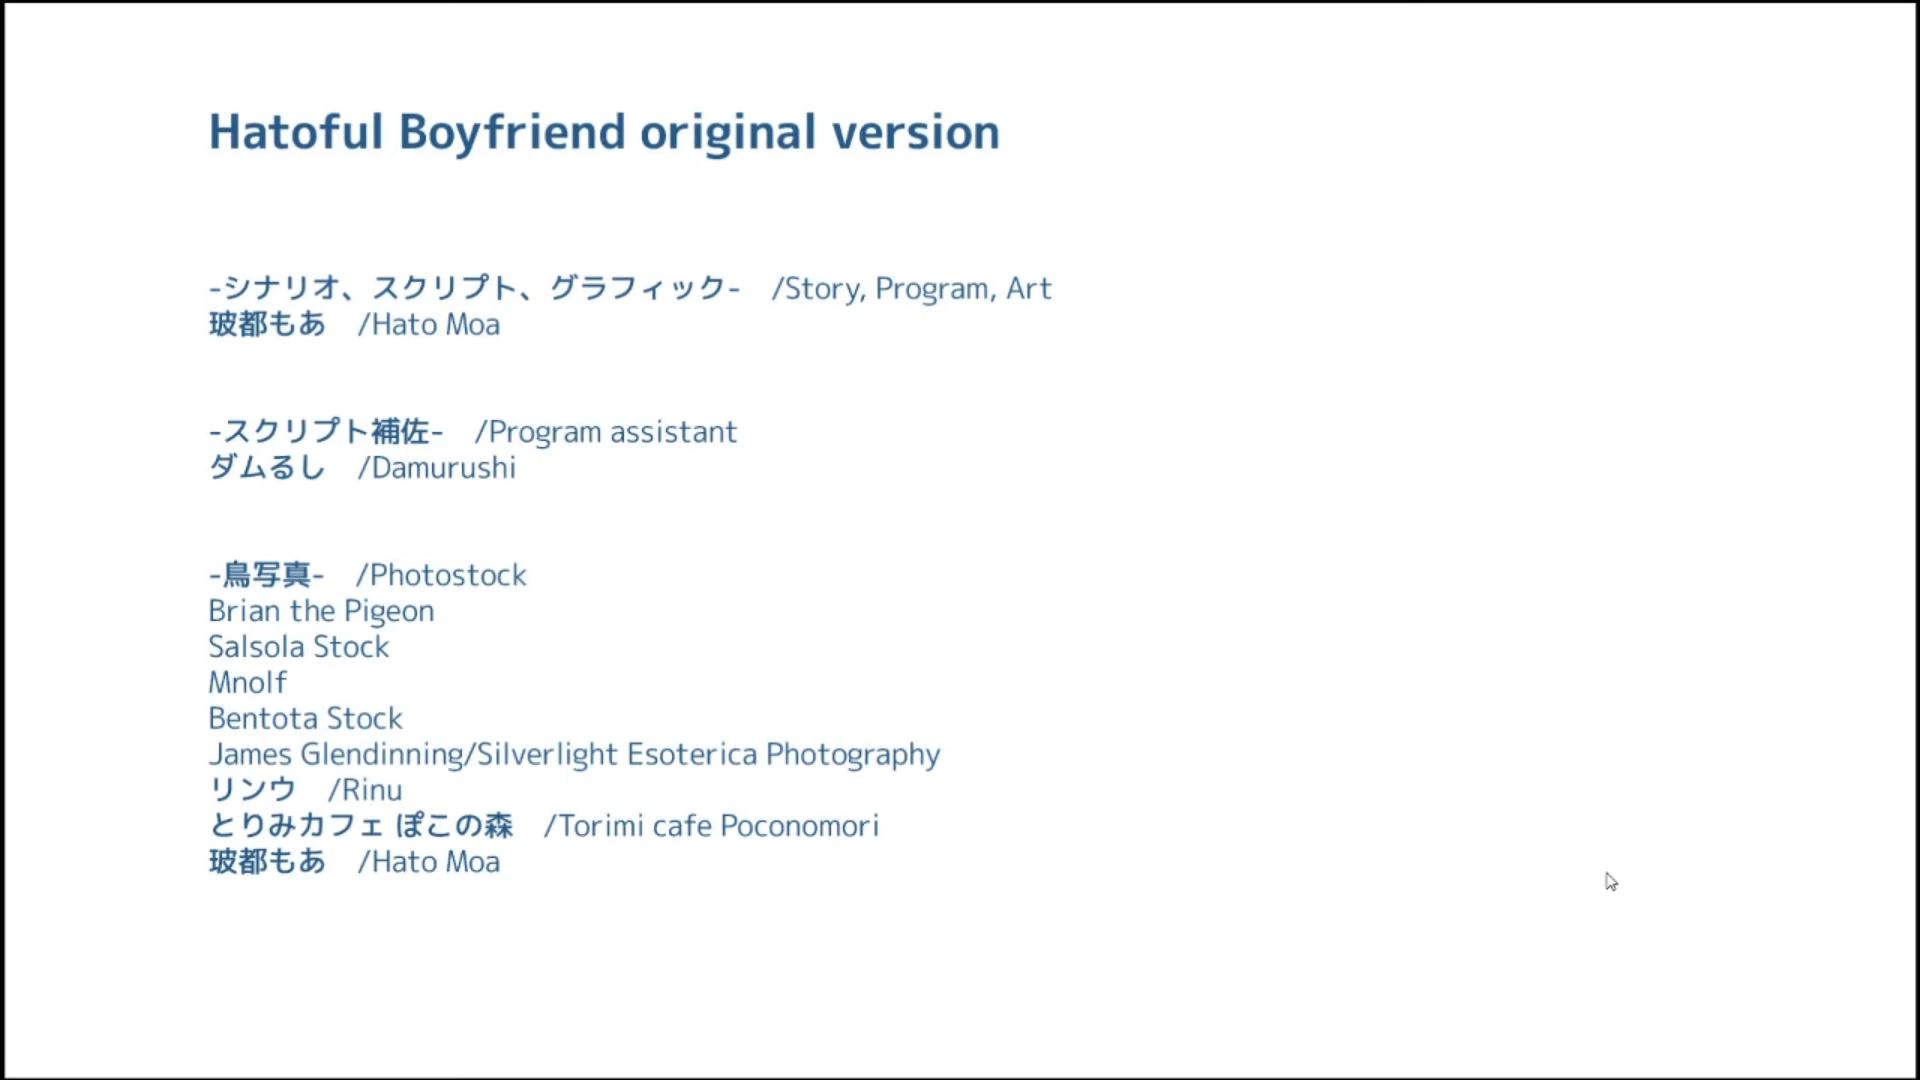 Hatoful Boyfriend original version
-シナリオ、スクリプト、グラフィック-　/Story, Program, Art
玻都もあ　/Hato Moa
-スクリプト補佐-　/Program assistant
ダムるし　/Damurushi
-鳥写真-　/Photostock
Brian the Pigeon
Salsola Stock
Mnolf
Bentota Stock
James Glendinning/Silverlight Esoterica Photography
リンウ　/Rinu
とりみカフェ ぽこの森　/Torimi cafe Poconomori
玻都もあ　/Hato Moa